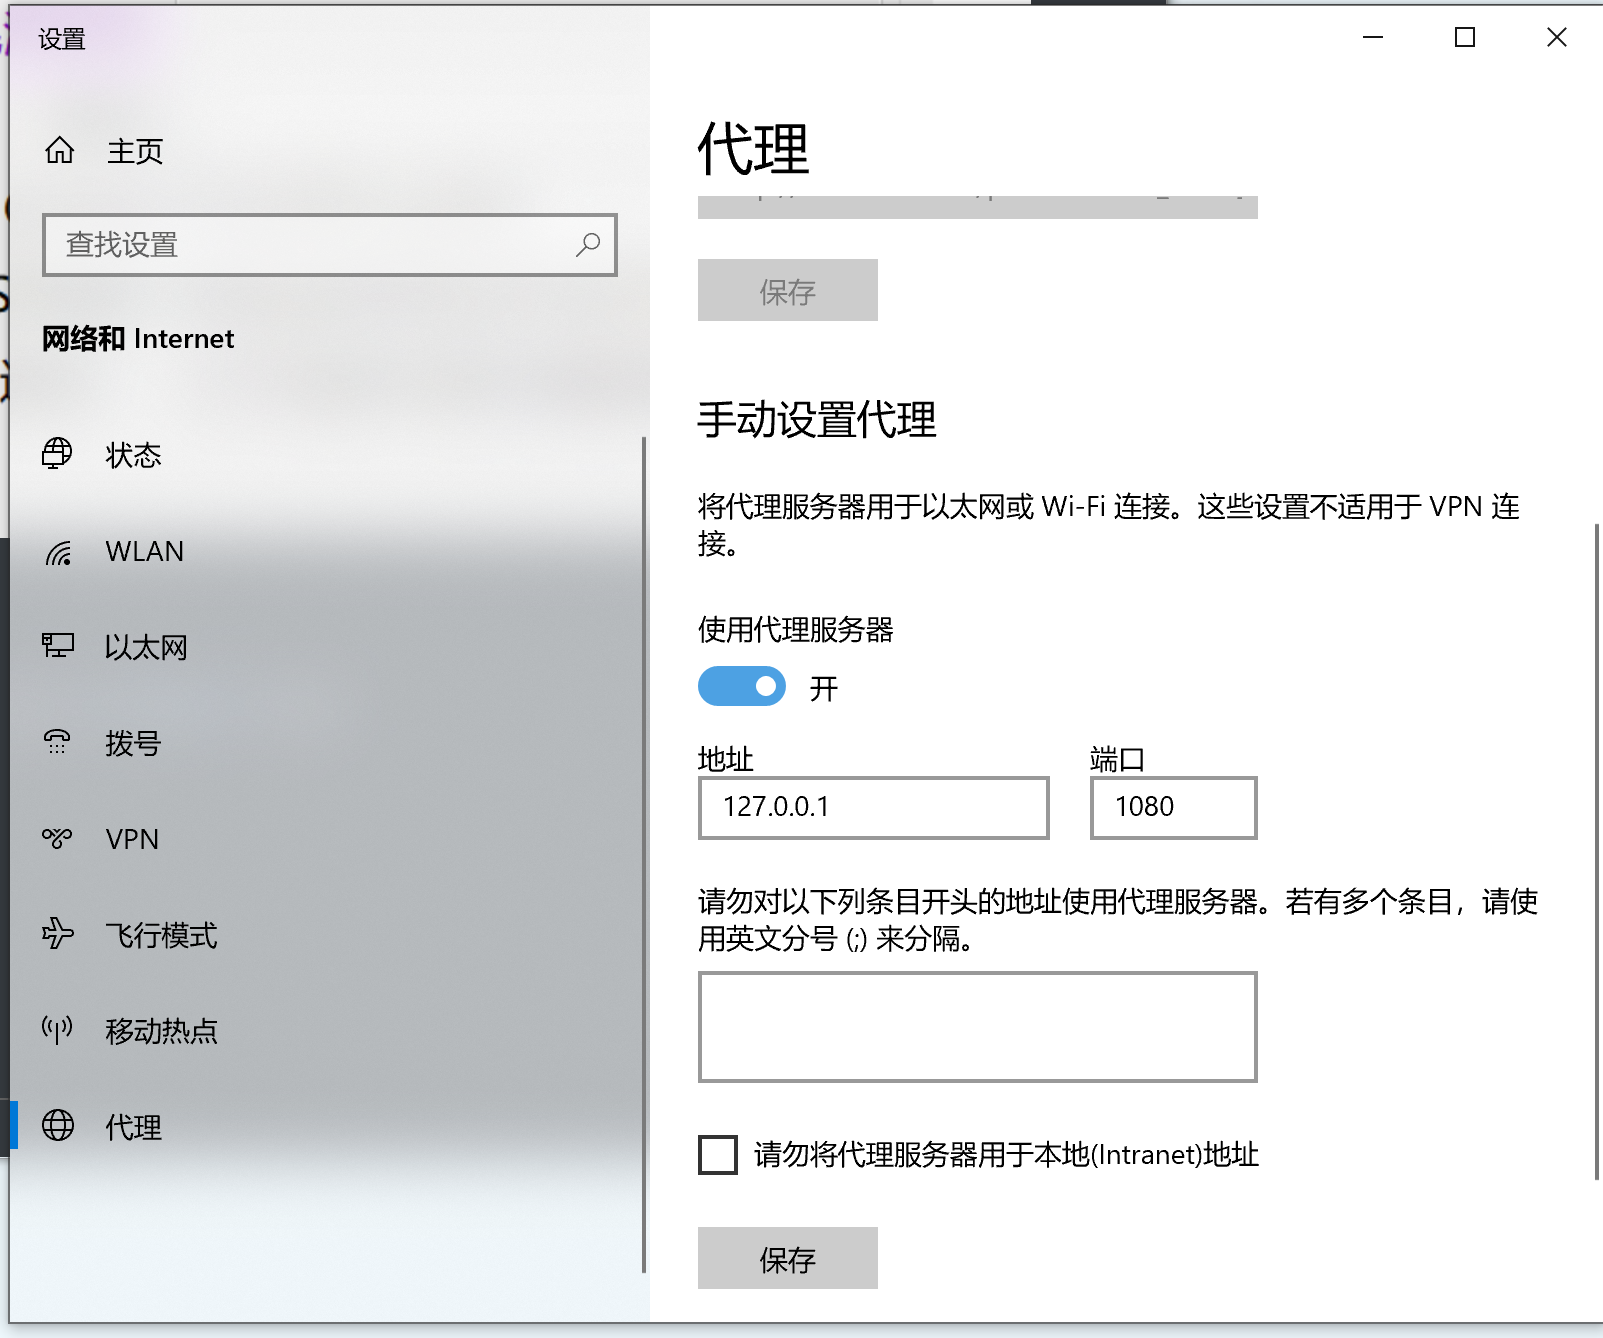 设置
主页
查找设置
网络和 Internet
状态
WLAN
以太网
拨号
VPN
飞行模式
移动热点
代理
代理
保存
手动设置代理
将代理服务器用于以太网或 Wi-Fi 连接。这些设置不适用于 VPN 连
接。
使用代理服务器
开
地址
端口
127.0.0.1
1080
请勿对以下列条目开头的地址使用代理服务器。若有多个条目，请使
用英文分号 (;) 来分隔。
请勿将代理服务器用于本地(Intranet)地址
保存